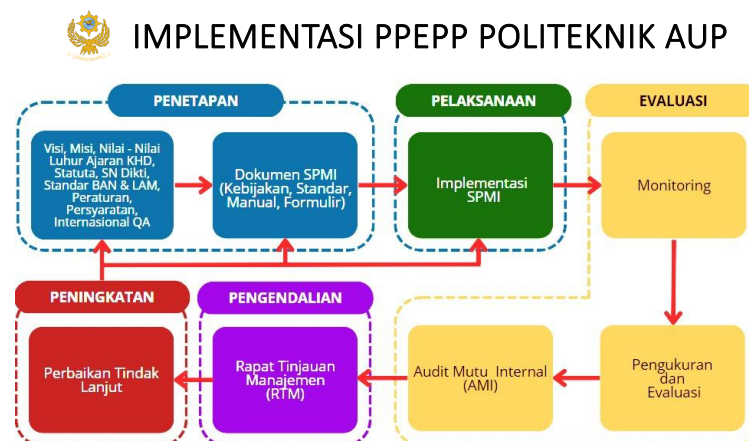 IMPLEMENTASI PPEPP POLITEKNIK AUP
PENETAPAN
PELAKSANAAN
EVALUASI
Visi, Misi, Nilai - Nilai
Luhur Ajaran KHD,
Statuta, SN Dikti,
Standar BAN & LAM,
Peraturan,
Persyaratan,
Internasional QA
Dokumen SPMI
(Kebijakan, Standar,
Manual, Formulir)
Implementasi
SPMI
Monitoring
PENINGKATAN
PENGENDALIAN
Perbaikan Tindak
Lanjut
Rapat Tinjauan
Manajemen
(RTM)
Audit Mutu Internal
(AMI)
Pengukuran
dan
Evaluasi